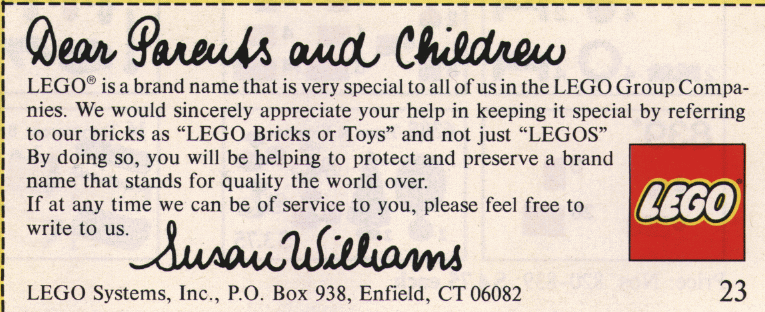 Dear Parents and Children
LEGO® is a brand name that is very special to all of us in the LEGO Group Compa-
nies. We would sincerely appreciate your help in keeping it special by referring
to our bricks as “LEGO Bricks or Toys” and not just “LEGOS”
By doing so, you will be helping to protect and preserve a brand
name that stands for quality the world over.
If at any time we can be of service to you, please feel free to
write to us.
LEGO
Susan Williams
LEGO Systems, Inc., P.O. Box 938, Enfield, CT 06082
23